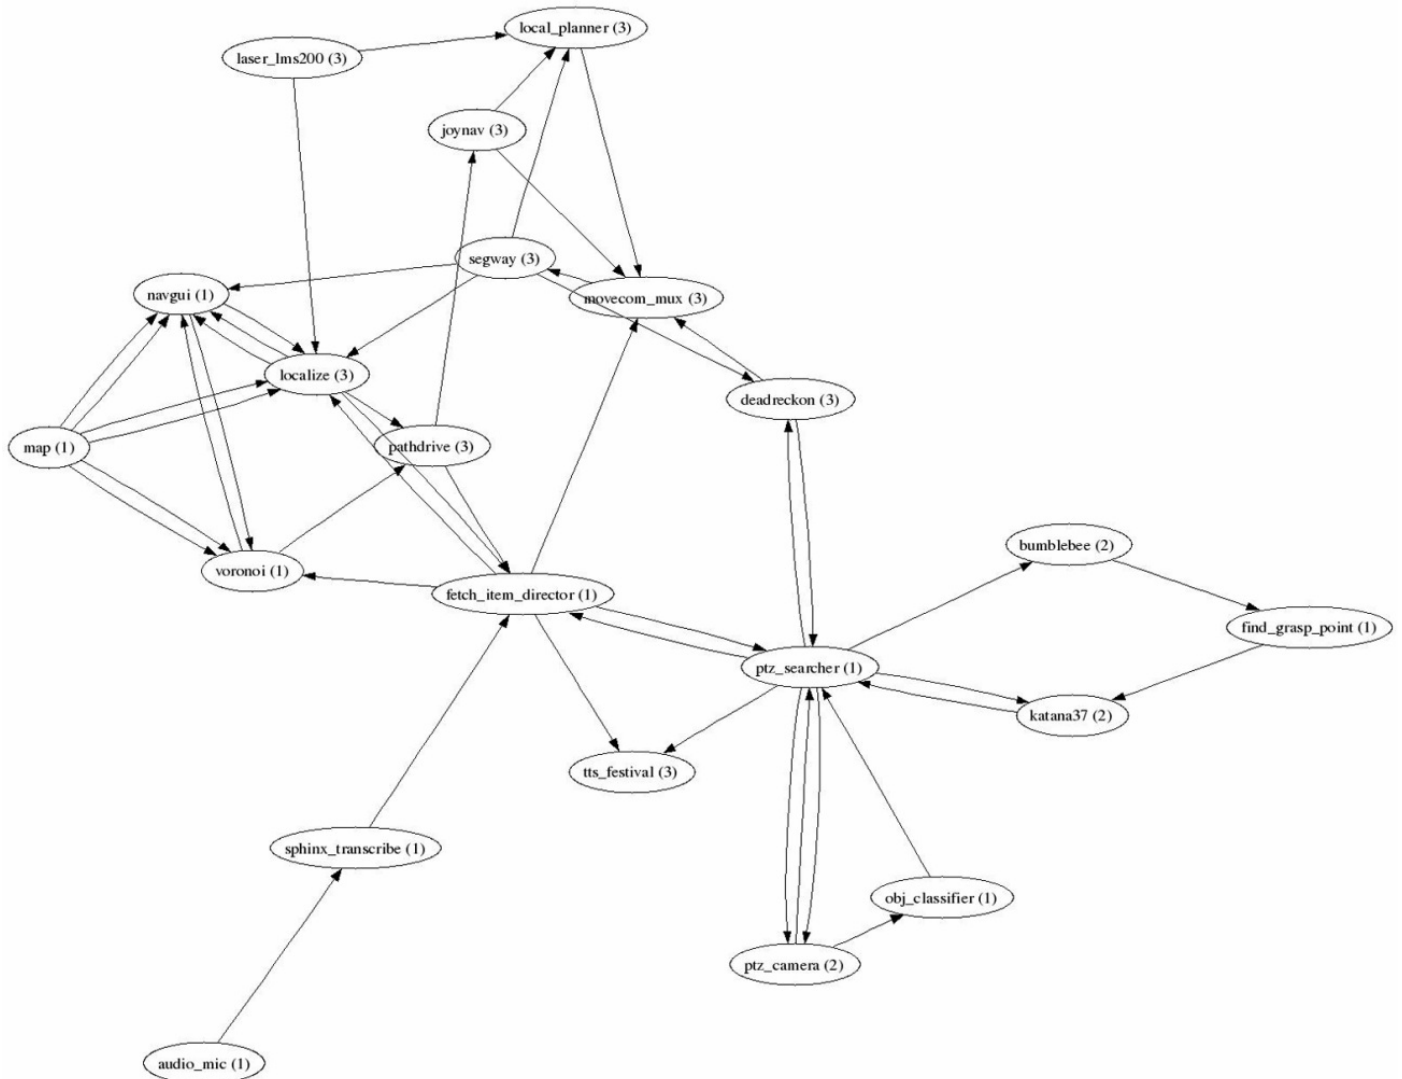 local_planner (3)
laser_lms200 (3)
joynav (3)
segway (3)
navgui (1)
movecom_mux (3)
localize (3)
deadreckon (3)
map (1)
pathdrive (3)
bumblebee (2)
voronoi (1)
fetch_item_director (1)
find_grasp_point (1)
ptz_searcher (1)
katana37 (2)
tts_festival (3)
sphinx_transcribe (1)
obj_classifier (1)
ptz_camera (2)
audio_mic (1)